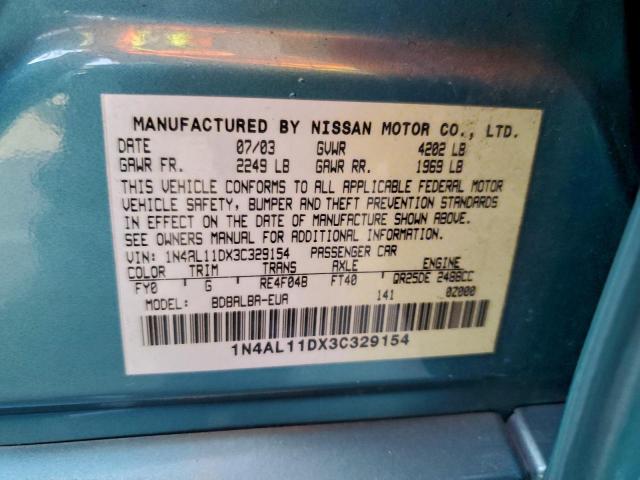 MANUFACTURED BY NISSAN MOTOR CO., LTD.
DATE 07/03 GVWR 4202 LB
GAWR FR. 2249 LB GAWR RR. 1969 LB
THIS VEHICLE CONFORMS TO ALL APPLICABLE FEDERAL MOTOR
VEHICLE SAFETY, BUMPER AND THEFT PREVENTION STANDARDS
IN EFFECT ON THE DATE OF MANUFACTURE SHOWN ABOVE.
SEE OWNERS MANUAL FOR ADDITIONAL INFORMATION.
VIN: 1N4AL11DX3C329154 PASSENGER CAR
COLOR TRIM TRANS AXLE ENGINE
FY0 G RE4F04B FT40 QR25DE 2488CC
MODEL: BDBALBA-EUA 141 02000
1N4AL11DX3C329154